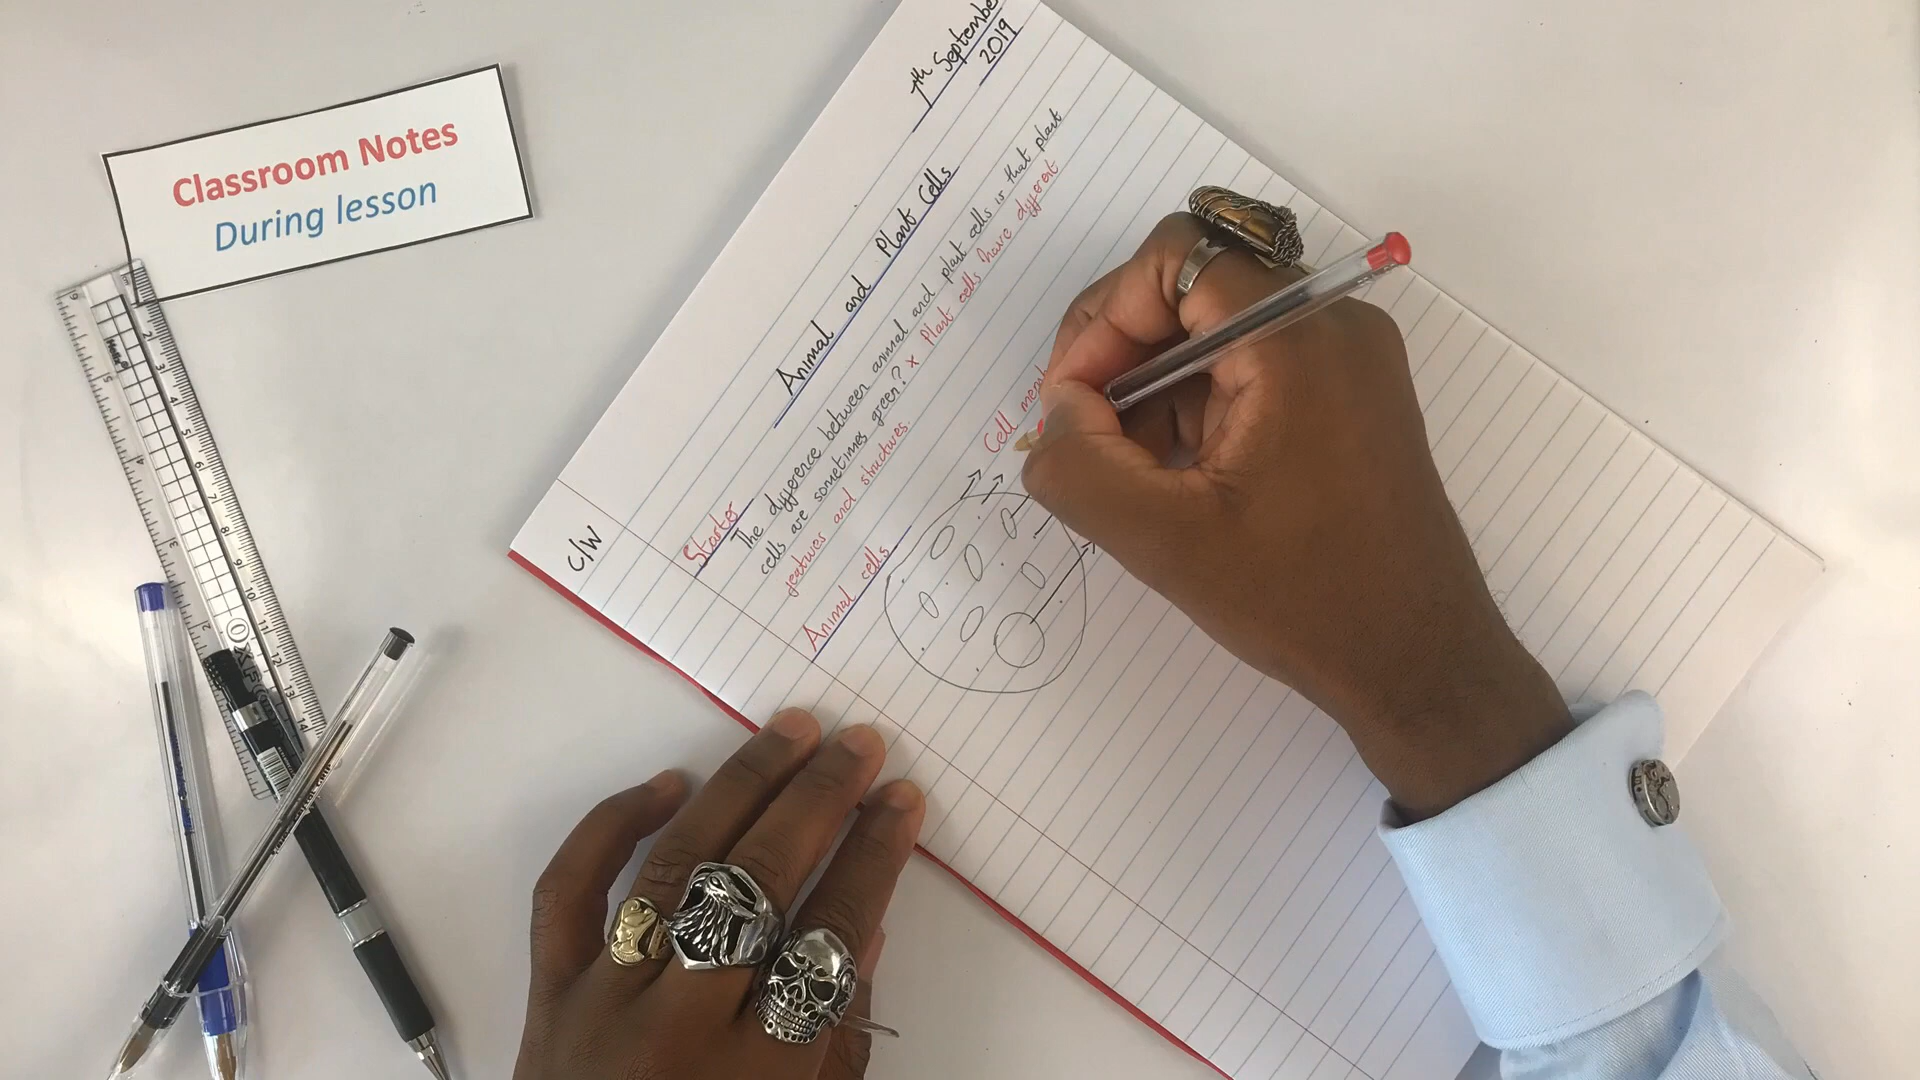 Classroom Notes
During lesson
7th September
2019
C/W
Animal and Plant Cells
Starter
The difference between animal and plant cells is that plant
cells are sometimes green? x Plant cells have different
features and structures.
Animal cells
Cell memb